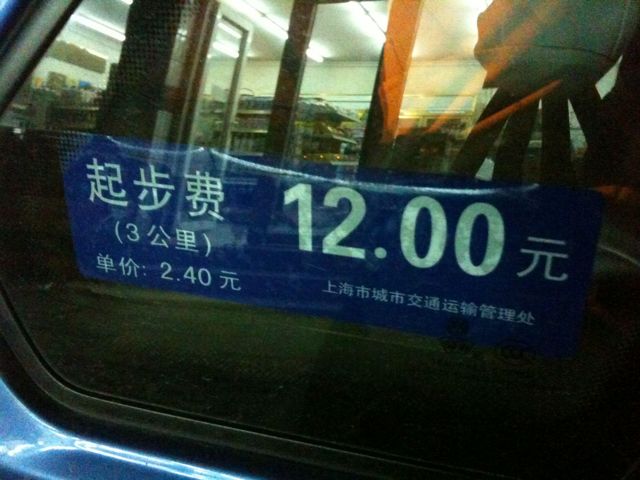 起步费
(3公里)
单价: 2.40 元
12.00 元
上海市城市交通运输管理处